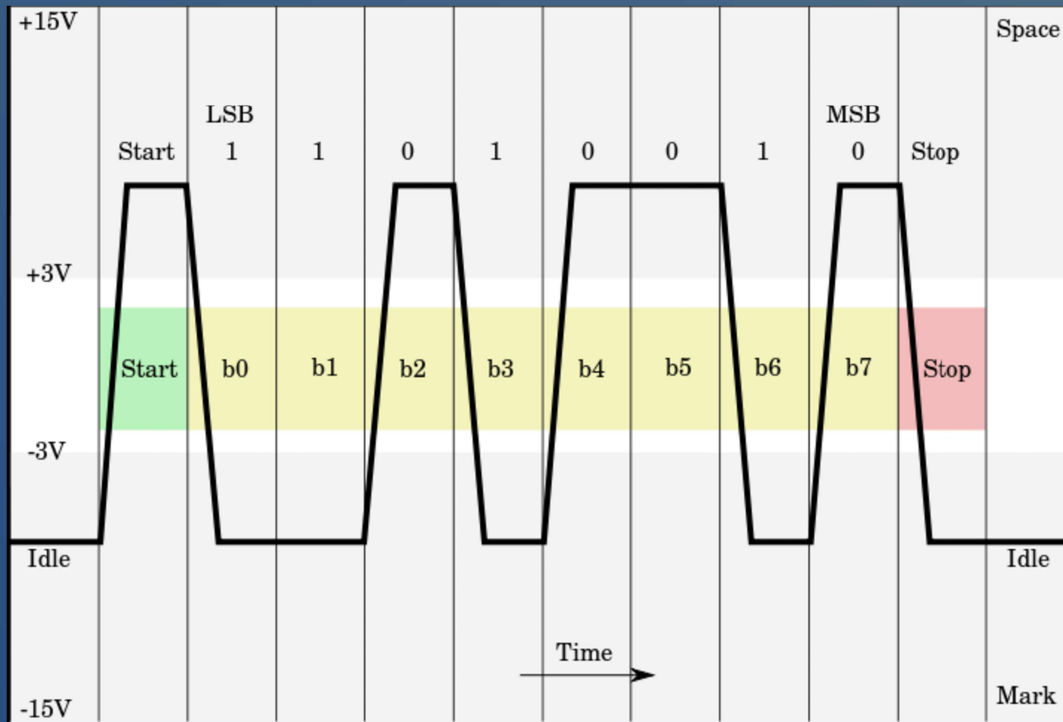 +15V
Space
LSB MSB
Start 1 1 0 1 0 0 1 0 Stop
+3V
Start b0 b1 b2 b3 b4 b5 b6 b7 Stop
-3V
Idle Idle
Time
Mark
-15V